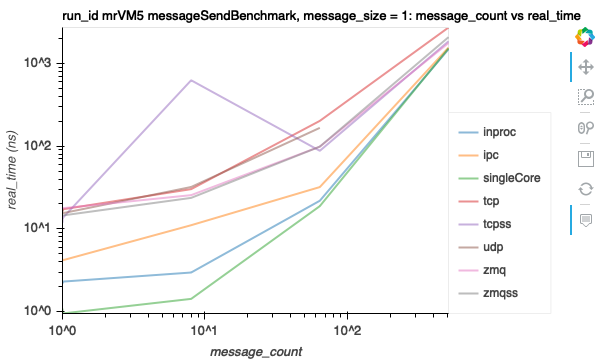 run_id mrVM5 messageSendBenchmark, message_size = 1: message_count vs real_time
10^3
10^2
10^1
10^0
real_time (ns)
10^0
10^1
10^2
message_count
inproc
ipc
singleCore
tcp
tcpss
udp
zmq
zmqss